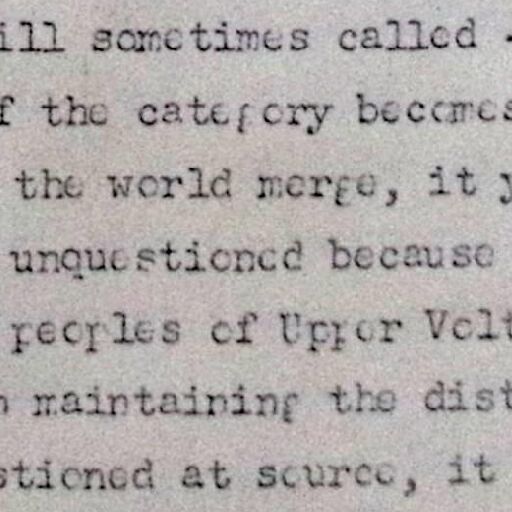 ill sometimes called -
f the category becomes
the world merge, it y
unquestioned because
peoples of Upper Volt
n maintaining the dist
stioned at source, it